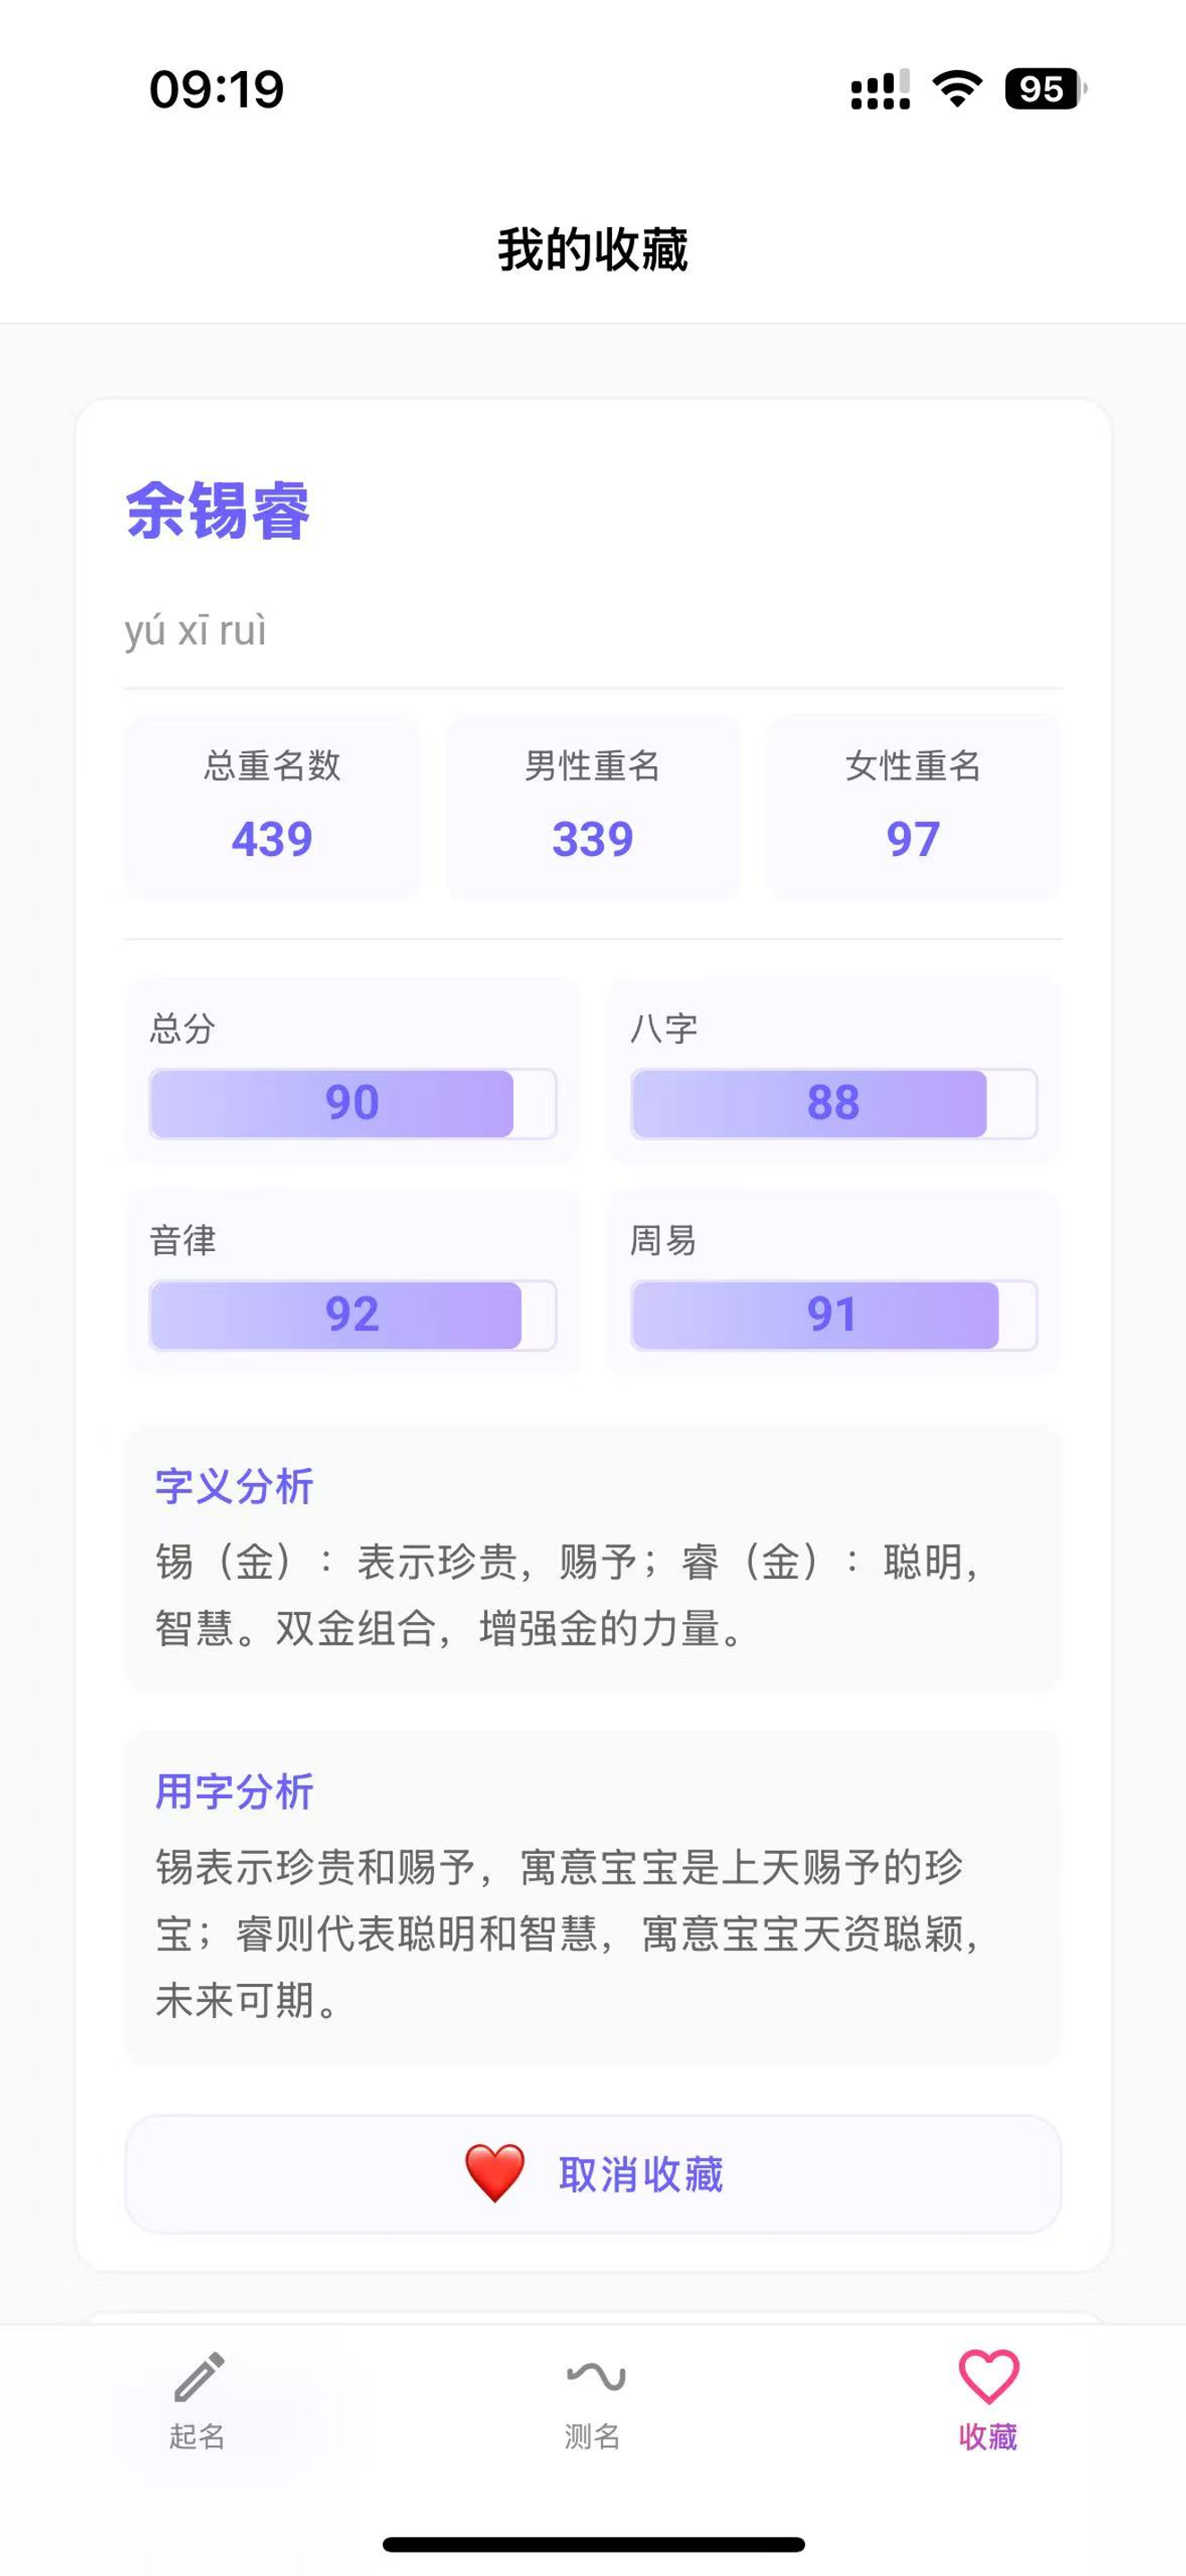 09:19
95
我的收藏
余锡睿
yú xī ruì
总重名数
439
男性重名
339
女性重名
97
总分
90
八字
88
音律
92
周易
91
字义分析
锡（金）：表示珍贵，赐予；睿（金）：聪明，
智慧。双金组合，增强金的力量。
用字分析
锡表示珍贵和赐予，寓意宝宝是上天赐予的珍
宝；睿则代表聪明和智慧，寓意宝宝天资聪颖，
未来可期。
❤️ 取消收藏
起名
测名
收藏